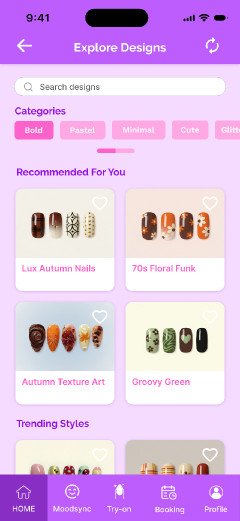 9:41
Explore Designs
Search designs
Categories
Bold Pastel Minimal Cute Glitt
Recommended For You
Lux Autumn Nails 70s Floral Funk
Autumn Texture Art Groovy Green
Trending Styles
HOME Moodsync Try-on Booking Profile